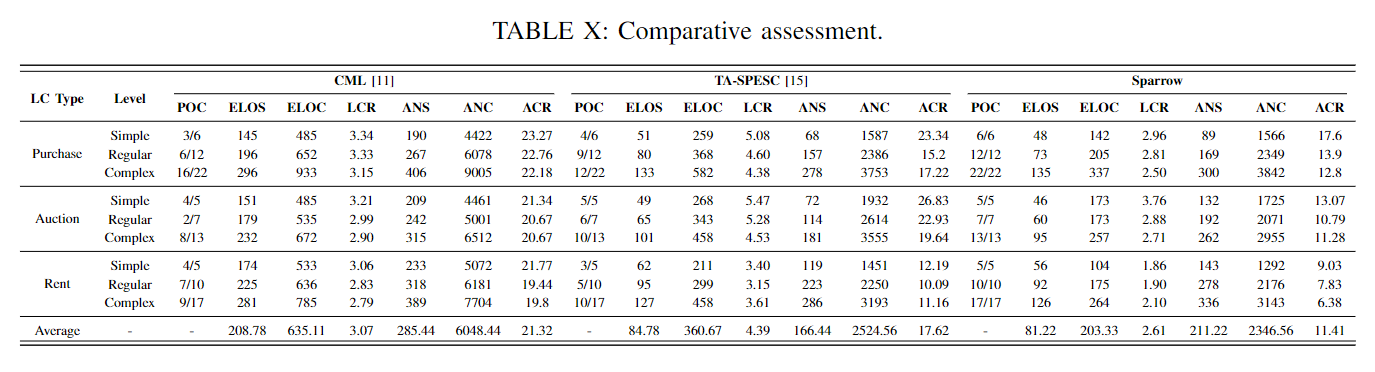 TABLE X: Comparative assessment.
LC Type Level CML [11] TA-SPESC [15] Sparrow
POC ELOS ELOC LCR ANS ANC ACR POC ELOS ELOC LCR ANS ANC ACR POC ELOS ELOC LCR ANS ANC ACR
Purchase
Simple 3/6 145 485 3.34 190 4422 23.27 4/6 51 259 5.08 68 1587 23.34 6/6 48 142 2.96 89 1566 17.6
Regular 6/12 196 652 3.33 267 6078 22.76 9/12 80 368 4.60 157 2386 15.2 12/12 73 205 2.81 169 2349 13.9
Complex 16/22 296 933 3.15 406 9005 22.18 12/22 133 582 4.38 278 3753 17.22 22/22 135 337 2.50 300 3842 12.8
Auction
Simple 4/5 151 485 3.21 209 4461 21.34 5/5 49 268 5.47 72 1932 26.83 5/5 46 173 3.76 132 1725 13.07
Regular 2/7 179 535 2.99 242 5001 20.67 6/7 65 343 5.28 114 2614 22.93 7/7 60 173 2.88 192 2071 10.79
Complex 8/13 232 672 2.90 315 6512 20.67 10/13 101 458 4.53 181 3555 19.64 13/13 95 257 2.71 262 2955 11.28
Rent
Simple 4/5 174 533 3.06 233 5072 21.77 3/5 62 211 3.40 119 1451 12.19 5/5 56 104 1.86 143 1292 9.03
Regular 7/10 225 636 2.83 318 6181 19.44 5/10 95 299 3.15 223 2250 10.09 10/10 92 175 1.90 278 2176 7.83
Complex 9/17 281 785 2.79 389 7704 19.8 10/17 127 458 3.61 286 3193 11.16 17/17 126 264 2.10 336 3143 6.38
Average - - 208.78 635.11 3.07 285.44 6048.44 21.32 - 84.78 360.67 4.39 166.44 2524.56 17.62 - 81.22 203.33 2.61 211.22 2346.56 11.41